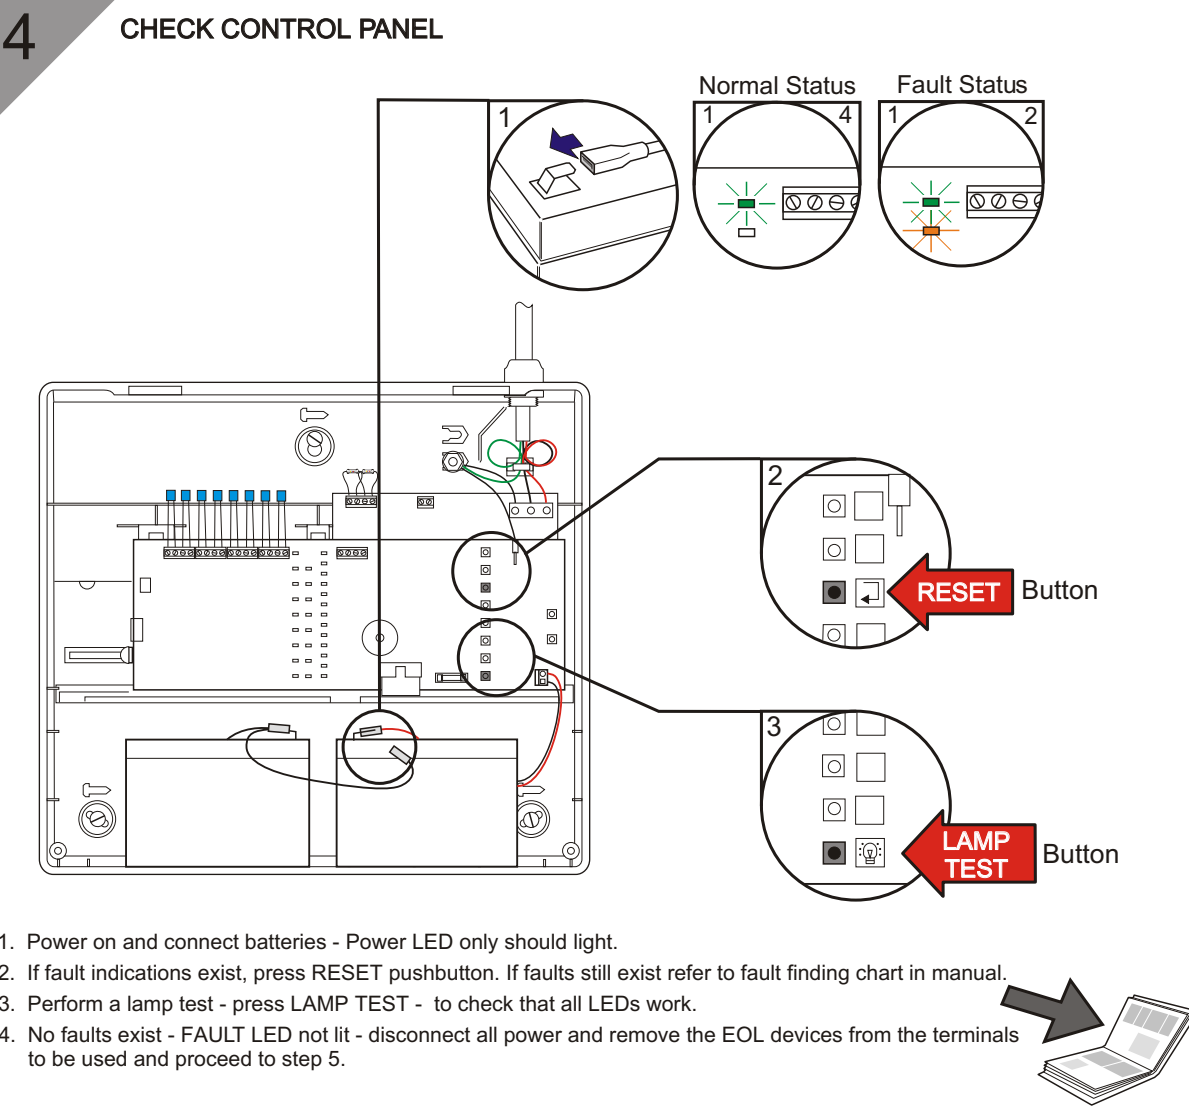 4
CHECK CONTROL PANEL
Normal Status
Fault Status
1
1 4
1 2
2
RESET Button
3
LAMP
TEST
Button
1. Power on and connect batteries - Power LED only should light.
2. If fault indications exist, press RESET pushbutton. If faults still exist refer to fault finding chart in manual.
3. Perform a lamp test - press LAMP TEST - to check that all LEDs work.
4. No faults exist - FAULT LED not lit - disconnect all power and remove the EOL devices from the terminals
to be used and proceed to step 5.